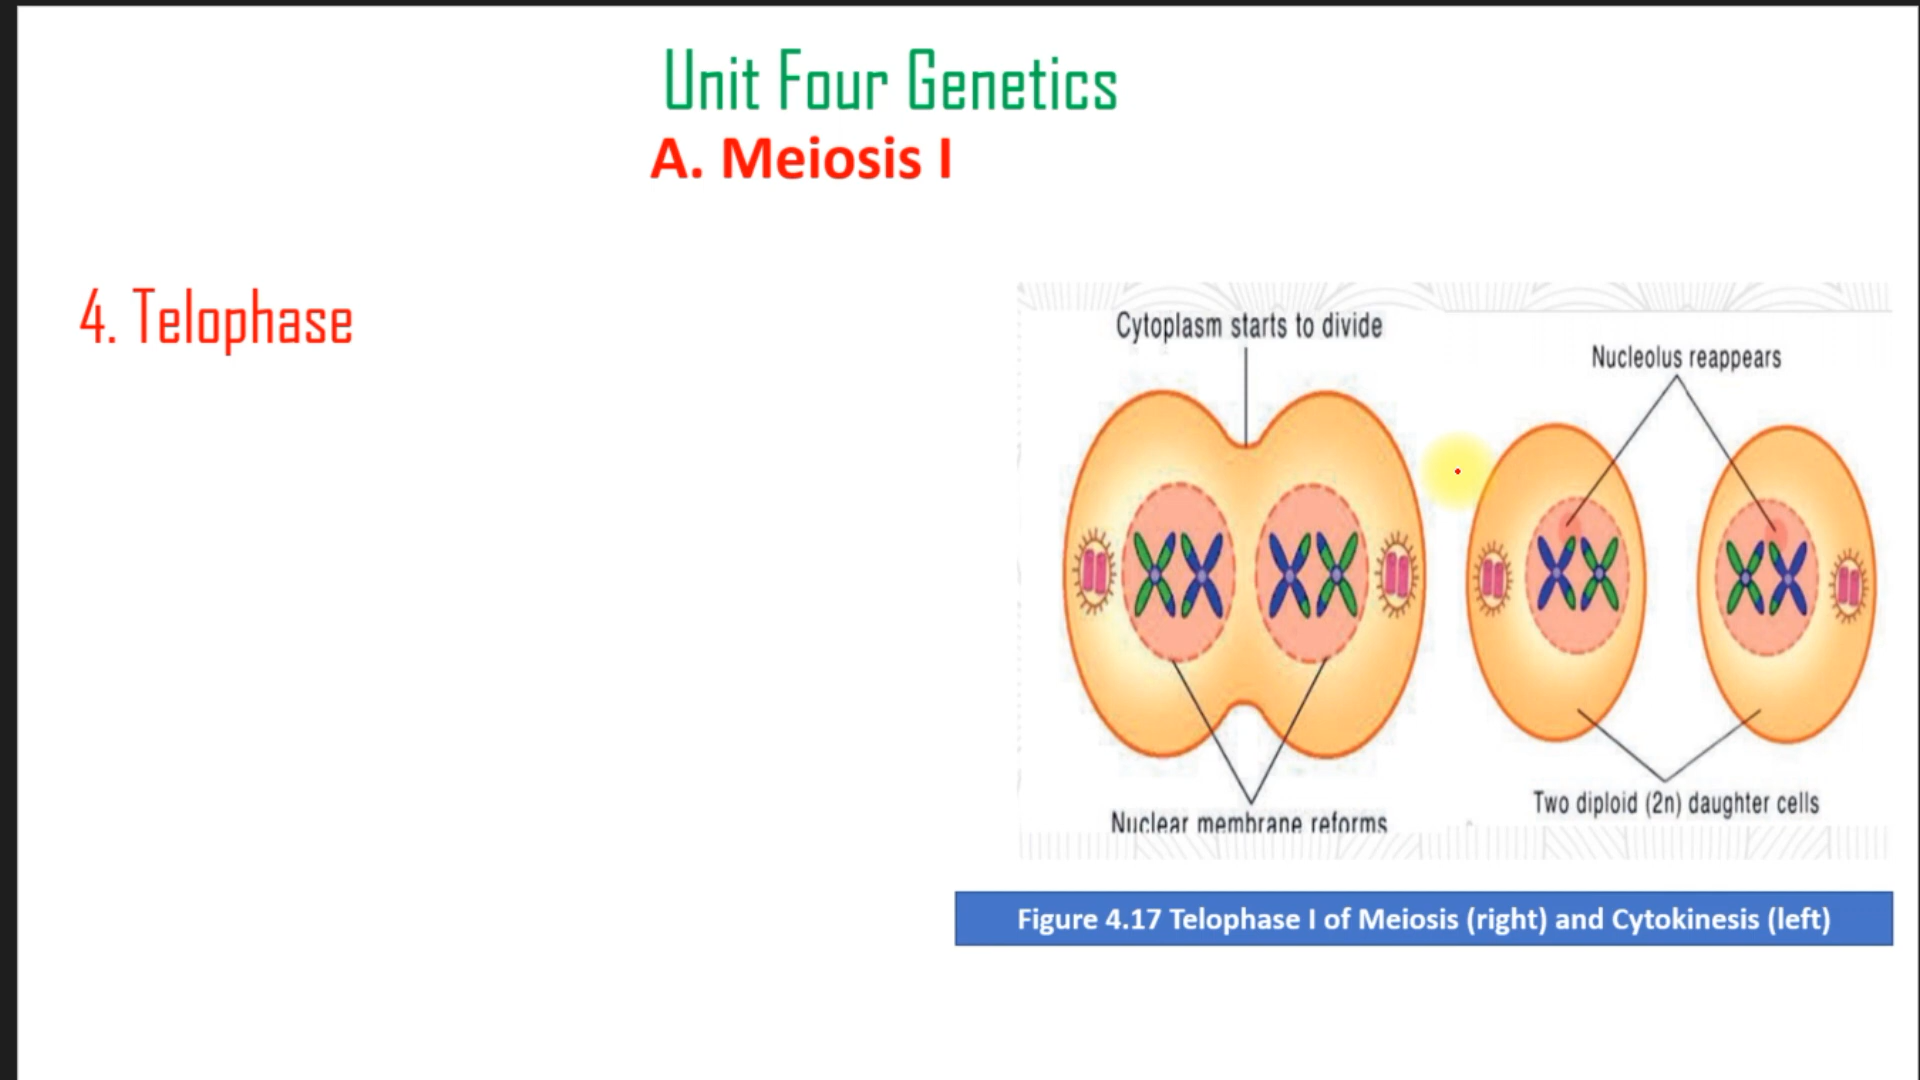 Unit Four Genetics
A. Meiosis I
4. Telophase
Cytoplasm starts to divide
Nucleolus reappears
Two diploid (2n) daughter cells
Nuclear membrane reforms
Figure 4.17 Telophase I of Meiosis (right) and Cytokinesis (left)